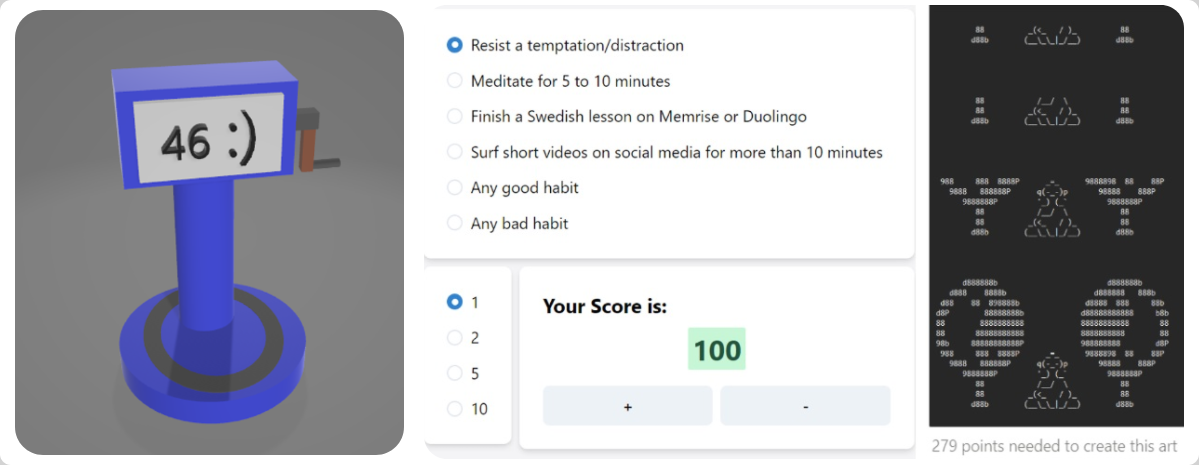 46 :)
Resist a temptation/distraction
Meditate for 5 to 10 minutes
Finish a Swedish lesson on Memrise or Duolingo
Surf short videos on social media for more than 10 minutes
Any good habit
Any bad habit
1
2
5
10
Your Score is:
100
+ -
279 points needed to create this art